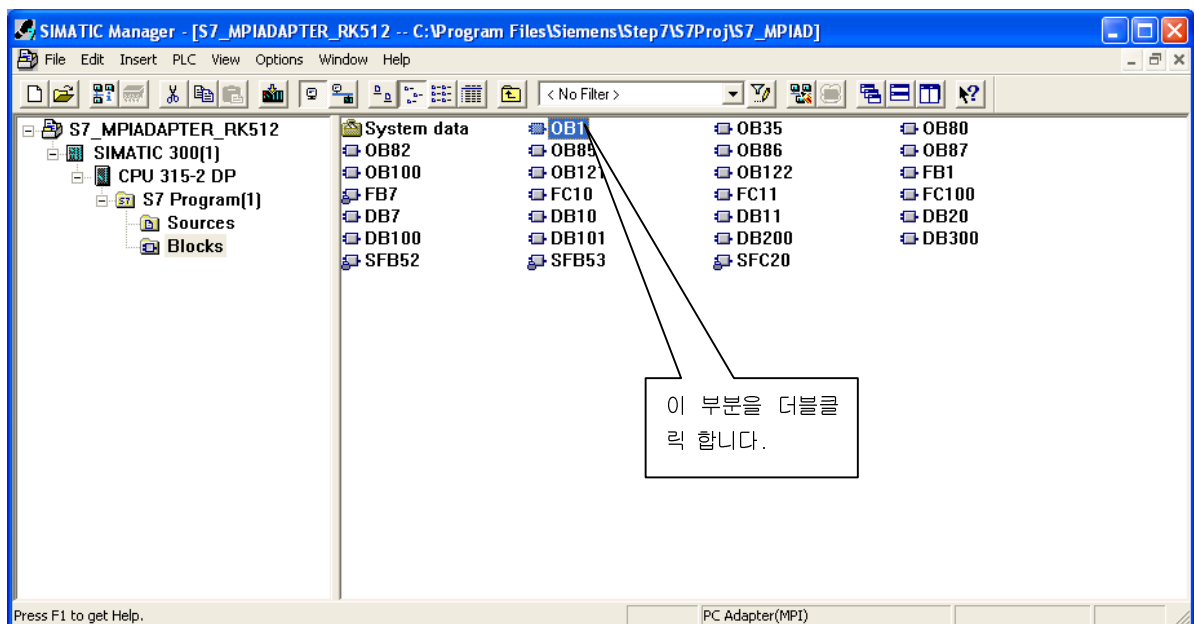 SIMATIC Manager - [S7_MPIADAPTER_RK512 -- C:\Program Files\Siemens\Step7\S7Proj\S7_MPIAD]
File Edit Insert PLC View Options Window Help
< No Filter >
S7_MPIADAPTER_RK512
SIMATIC 300(1)
CPU 315-2 DP
S7 Program(1)
Sources
Blocks
System data OB1 OB35 OB80
OB82 OB85 OB86 OB87
OB100 OB121 OB122 FB1
FB7 FC10 FC11 FC100
DB7 DB10 DB11 DB20
DB100 DB101 DB200 DB300
SFB52 SFB53 SFC20
이 부분을 더블클
릭 합니다.
Press F1 to get Help. PC Adapter(MPI)